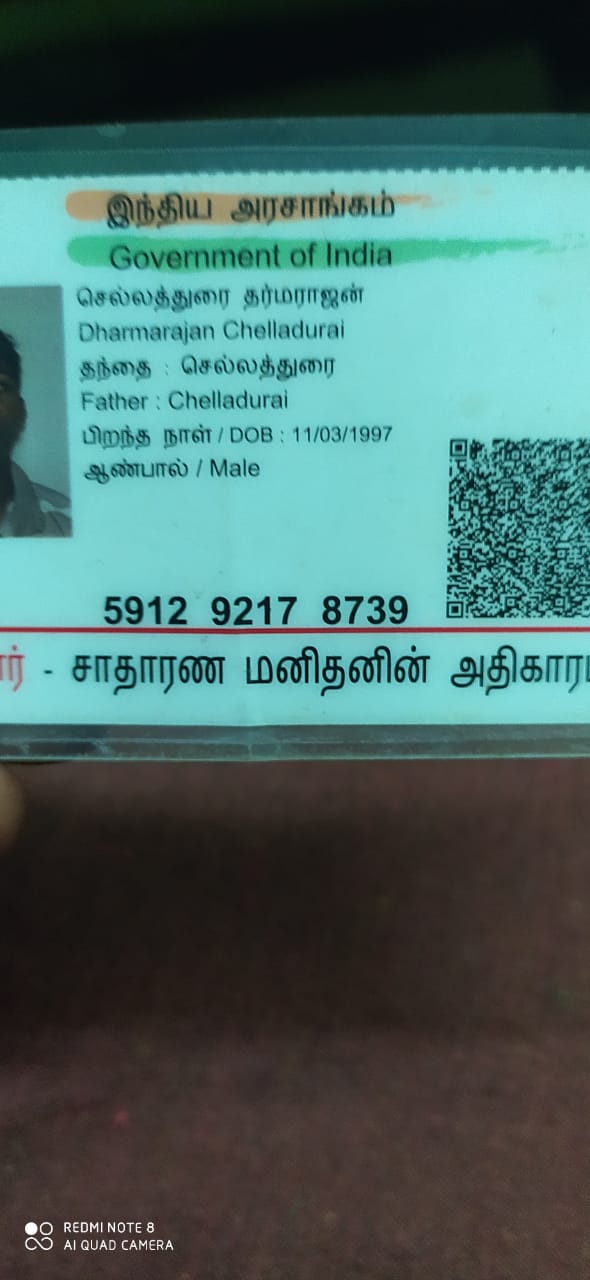 இந்திய அரசாங்கம்
Government of India
செல்லத்துரை தர்மராஜன்
Dharmarajan Chelladurai
தந்தை : செல்லத்துரை
Father : Chelladurai
பிறந்த நாள் / DOB : 11/03/1997
ஆண்பால் / Male
5912 9217 8739
- சாதாரண மனிதனின்
REDMI NOTE 8
AI QUAD CAMERA